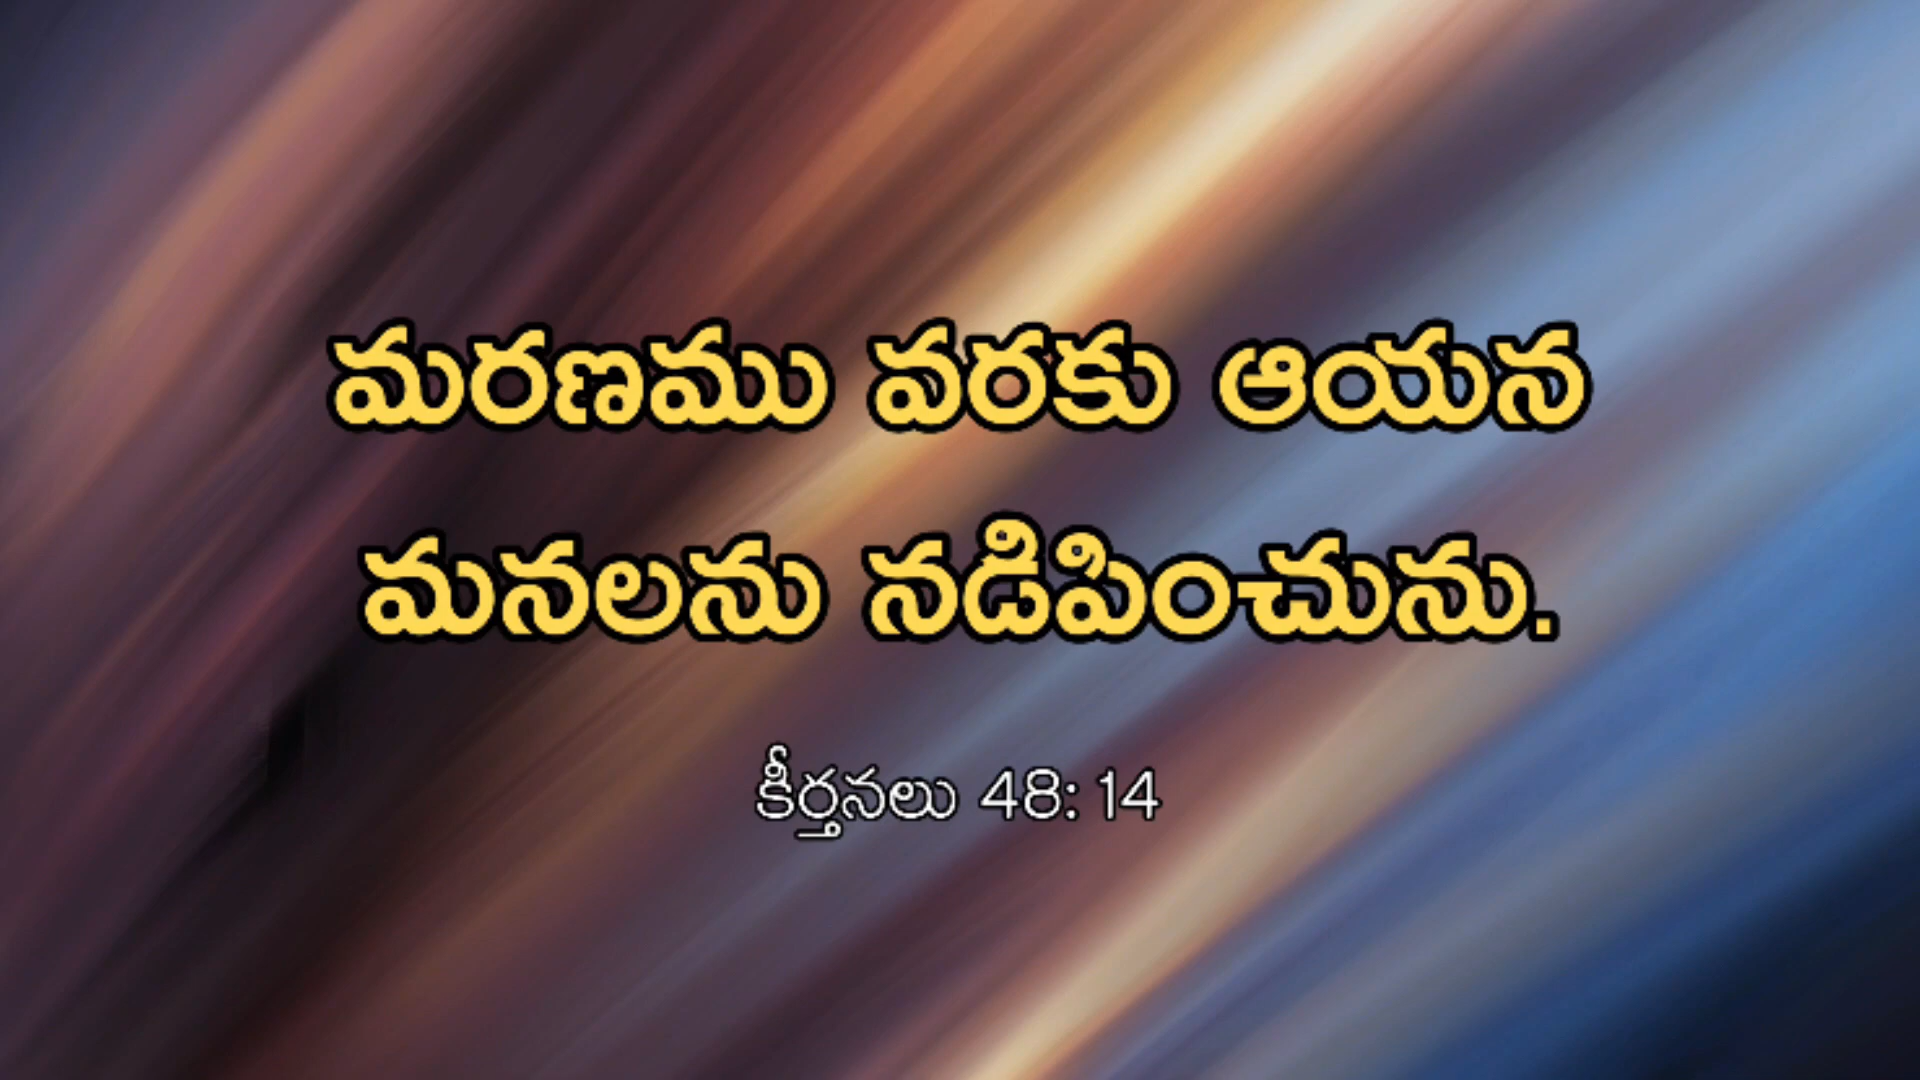 మరణము వరకు ఆయన
మనలను నడిపించును.
కీర్తనలు 48: 14